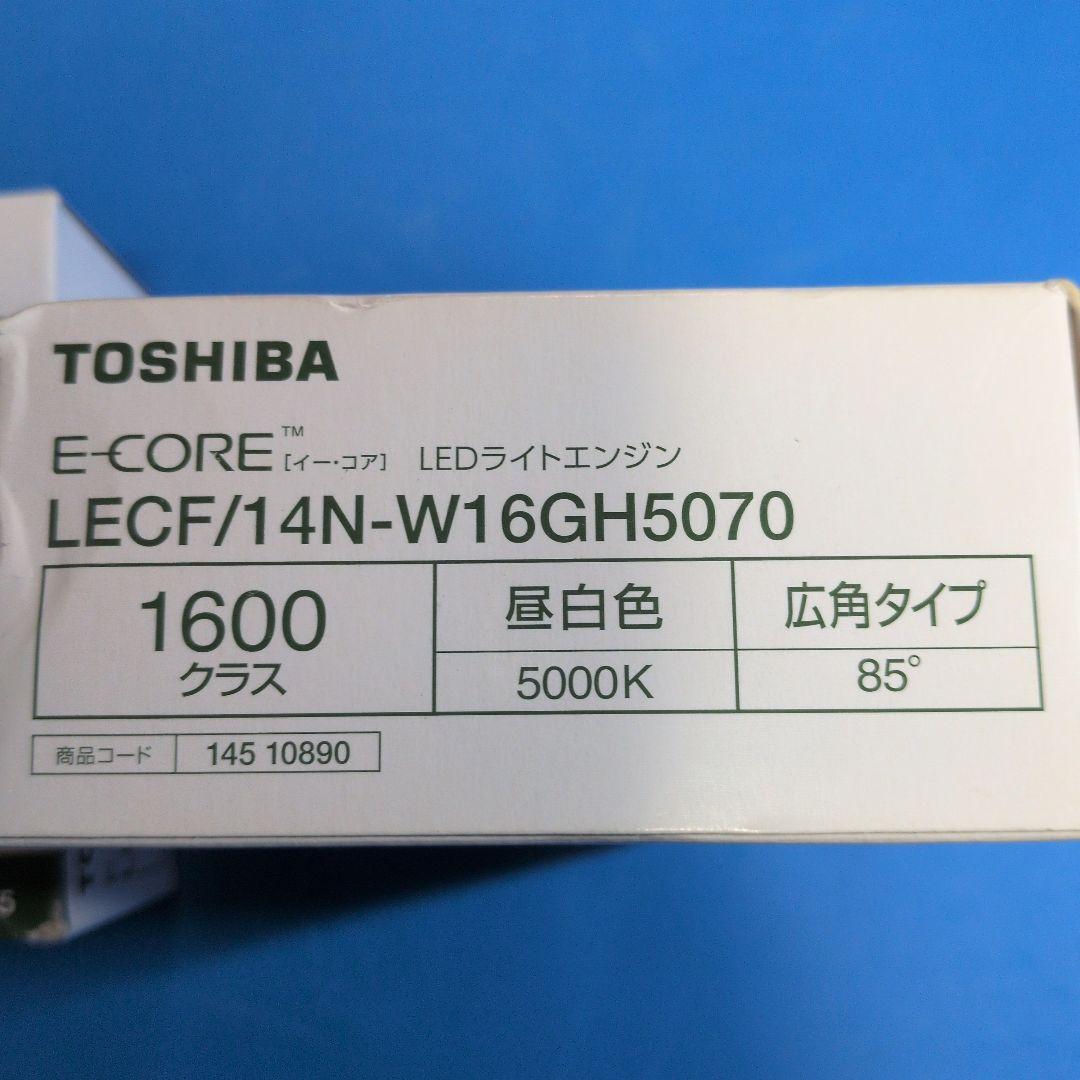 TOSHIBA
E-CORE™ [イー・コア] LEDライトエンジン
LECF/14N-W16GH5070
1600
クラス
昼白色
5000K
広角タイプ
85°
商品コード 145 10890
5